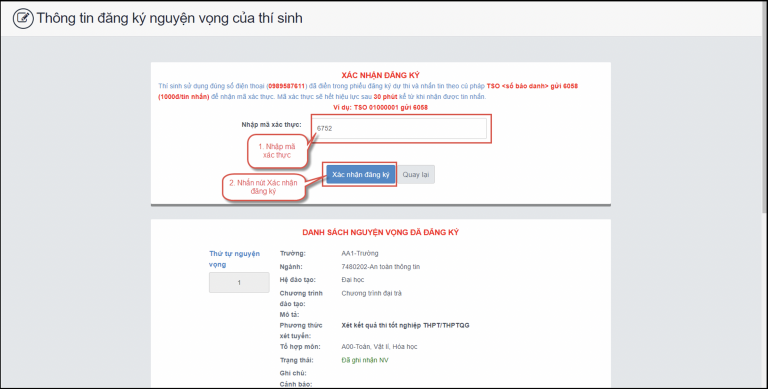 Thông tin đăng ký nguyện vọng của thí sinh
XÁC NHẬN ĐĂNG KÝ
Thí sinh sử dụng đúng số điện thoại (0989587611) đã điền trong phiếu đăng ký dự thi và nhắn tin theo cú pháp TSO <số báo danh> gửi 6058
(1000đ/tin nhắn) để nhận mã xác thực. Mã xác thực sẽ hết hiệu lực sau 30 phút kể từ khi nhận được tin nhắn.
Ví dụ: TSO 01000001 gửi 6058
Nhập mã xác thực:
6752
1. Nhập mã
xác thực
2. Nhấn nút Xác nhận
đăng ký
Xác nhận đăng ký
Quay lại
DANH SÁCH NGUYỆN VỌNG ĐÃ ĐĂNG KÝ
Thứ tự nguyện
vọng
1
Trường: AA1-Trường
Ngành: 7480202-An toàn thông tin
Hệ đào tạo: Đại học
Chương trình Chương trình đại trà
đào tạo:
Mô tả:
Phương thức Xét kết quả thi tốt nghiệp THPT/THPTQG
xét tuyển:
Tổ hợp môn: A00-Toán, Vật lí, Hóa học
Trạng thái: Đã ghi nhận NV
Ghi chú:
Cảnh báo: